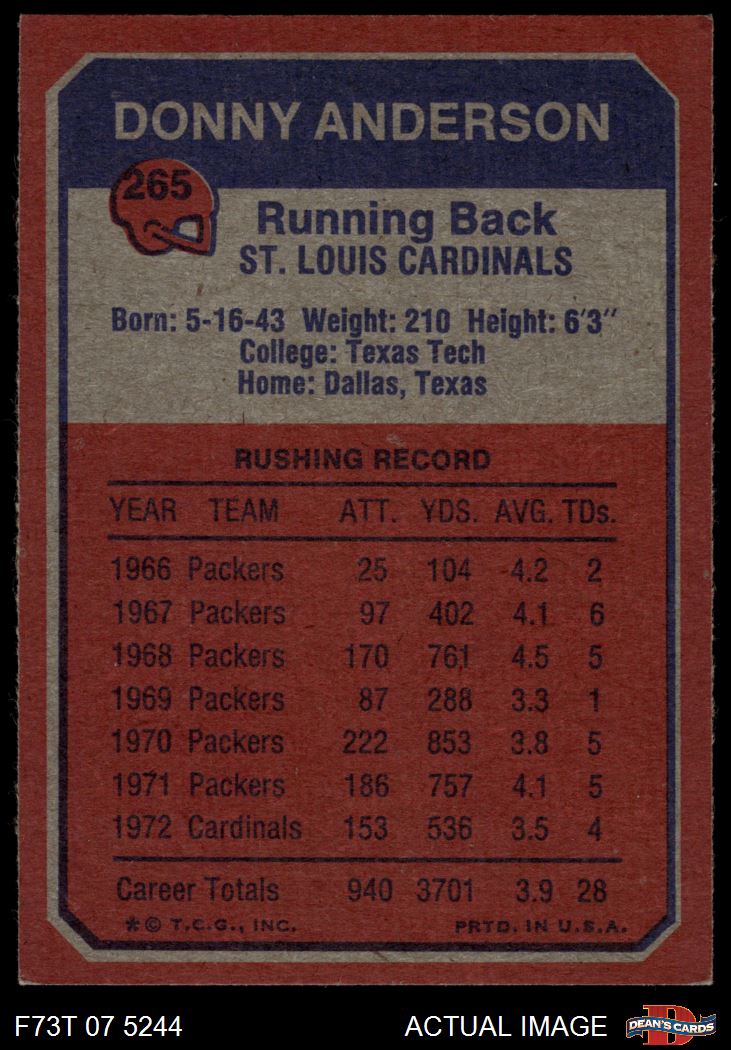 DONNY ANDERSON
265
Running Back
ST. LOUIS CARDINALS
Born: 5-16-43 Weight: 210 Height: 6'3"
College: Texas Tech
Home: Dallas, Texas
RUSHING RECORD
YEAR TEAM ATT. YDS. AVG. TDs.
1966 Packers 25 104 4.2 2
1967 Packers 97 402 4.1 6
1968 Packers 170 761 4.5 5
1969 Packers 87 288 3.3 1
1970 Packers 222 853 3.8 5
1971 Packers 186 757 4.1 5
1972 Cardinals 153 536 3.5 4
Career Totals 940 3701 3.9 28
*© T.C.G., INC. PRTD. IN U.S.A.
F73T 07 5244 ACTUAL IMAGE D DEAN'S CARDS